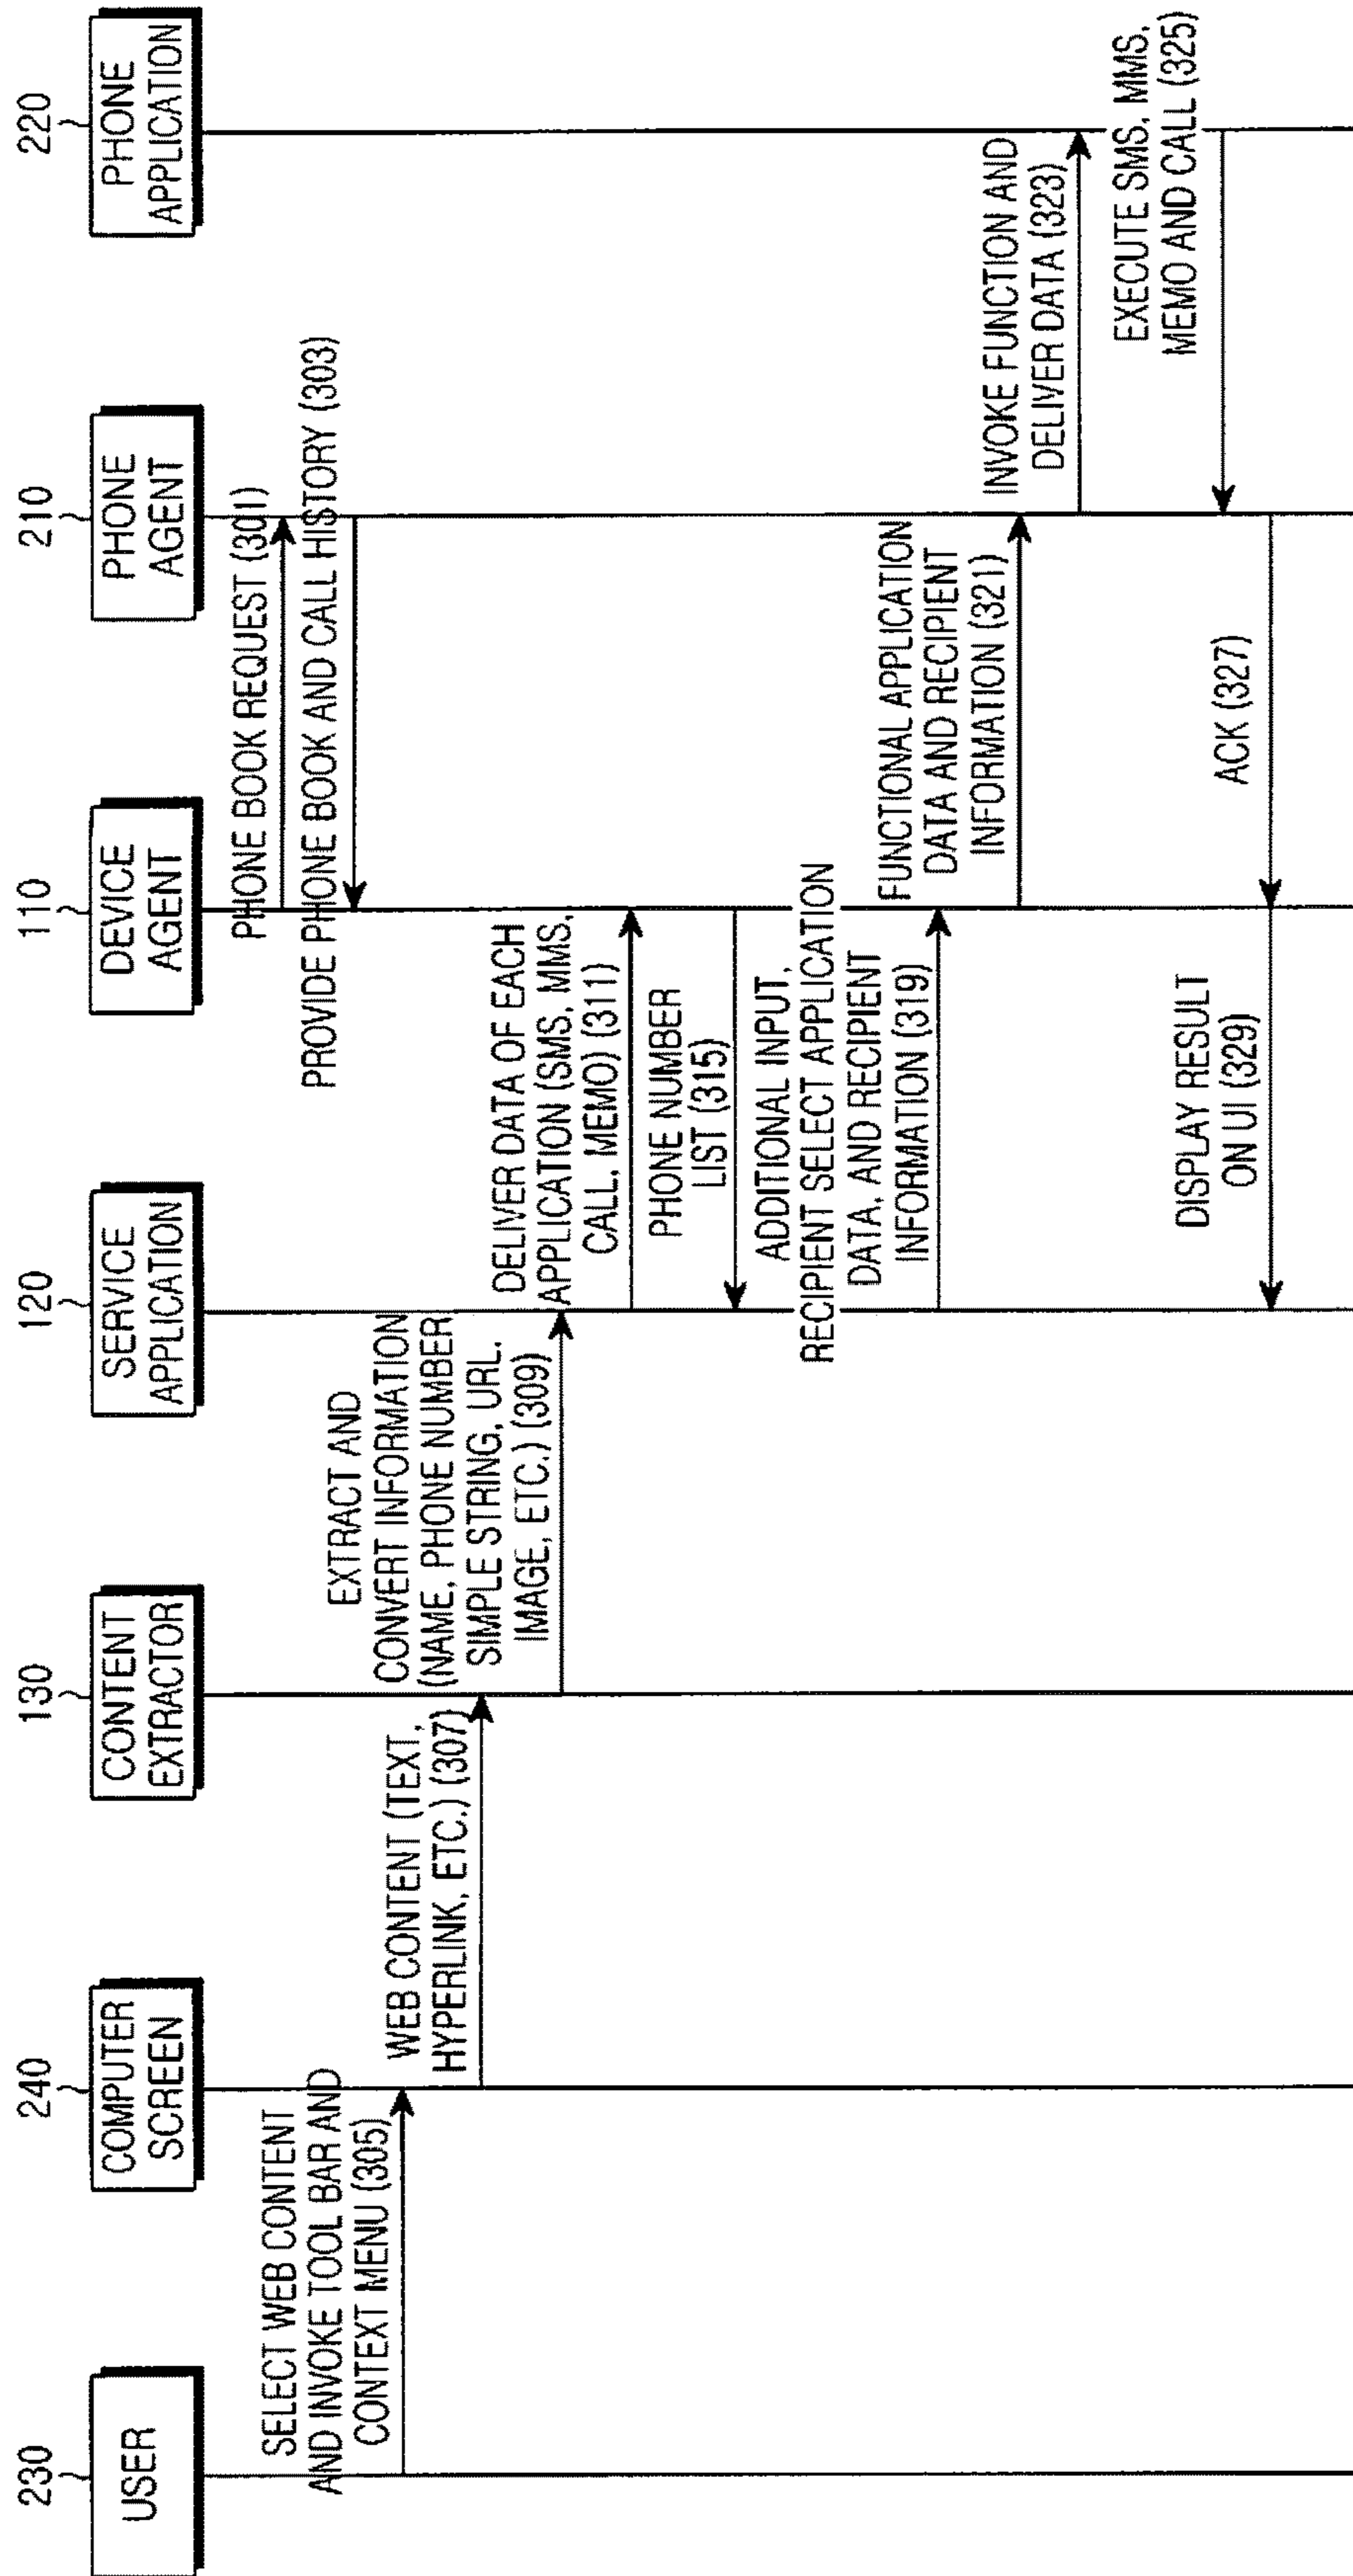 230
USER
240
COMPUTER
SCREEN
130
CONTENT
EXTRACTOR
120
SERVICE
APPLICATION
110
DEVICE
AGENT
210
PHONE
AGENT
220
PHONE
APPLICATION
PHONE BOOK REQUEST (301)
PROVIDE PHONE BOOK AND CALL HISTORY (303)
SELECT WEB CONTENT
AND INVOKE TOOL BAR AND
CONTEXT MENU (305)
WEB CONTENT (TEXT,
HYPERLINK, ETC.) (307)
EXTRACT AND
CONVERT INFORMATION
(NAME, PHONE NUMBER
SIMPLE STRING, URL.
IMAGE, ETC.) (309)
DELIVER DATA OF EACH
APPLICATION (SMS, MMS,
CALL, MEMO) (311)
PHONE NUMBER
LIST (315)
ADDITIONAL INPUT,
RECIPIENT SELECT APPLICATION
DATA, AND RECIPIENT
INFORMATION (319)
FUNCTIONAL APPLICATION
DATA AND RECIPIENT
INFORMATION (321)
INVOKE FUNCTION AND
DELIVER DATA (323)
EXECUTE SMS, MMS,
MEMO AND CALL (325)
ACK (327)
DISPLAY RESULT
ON UI (329)